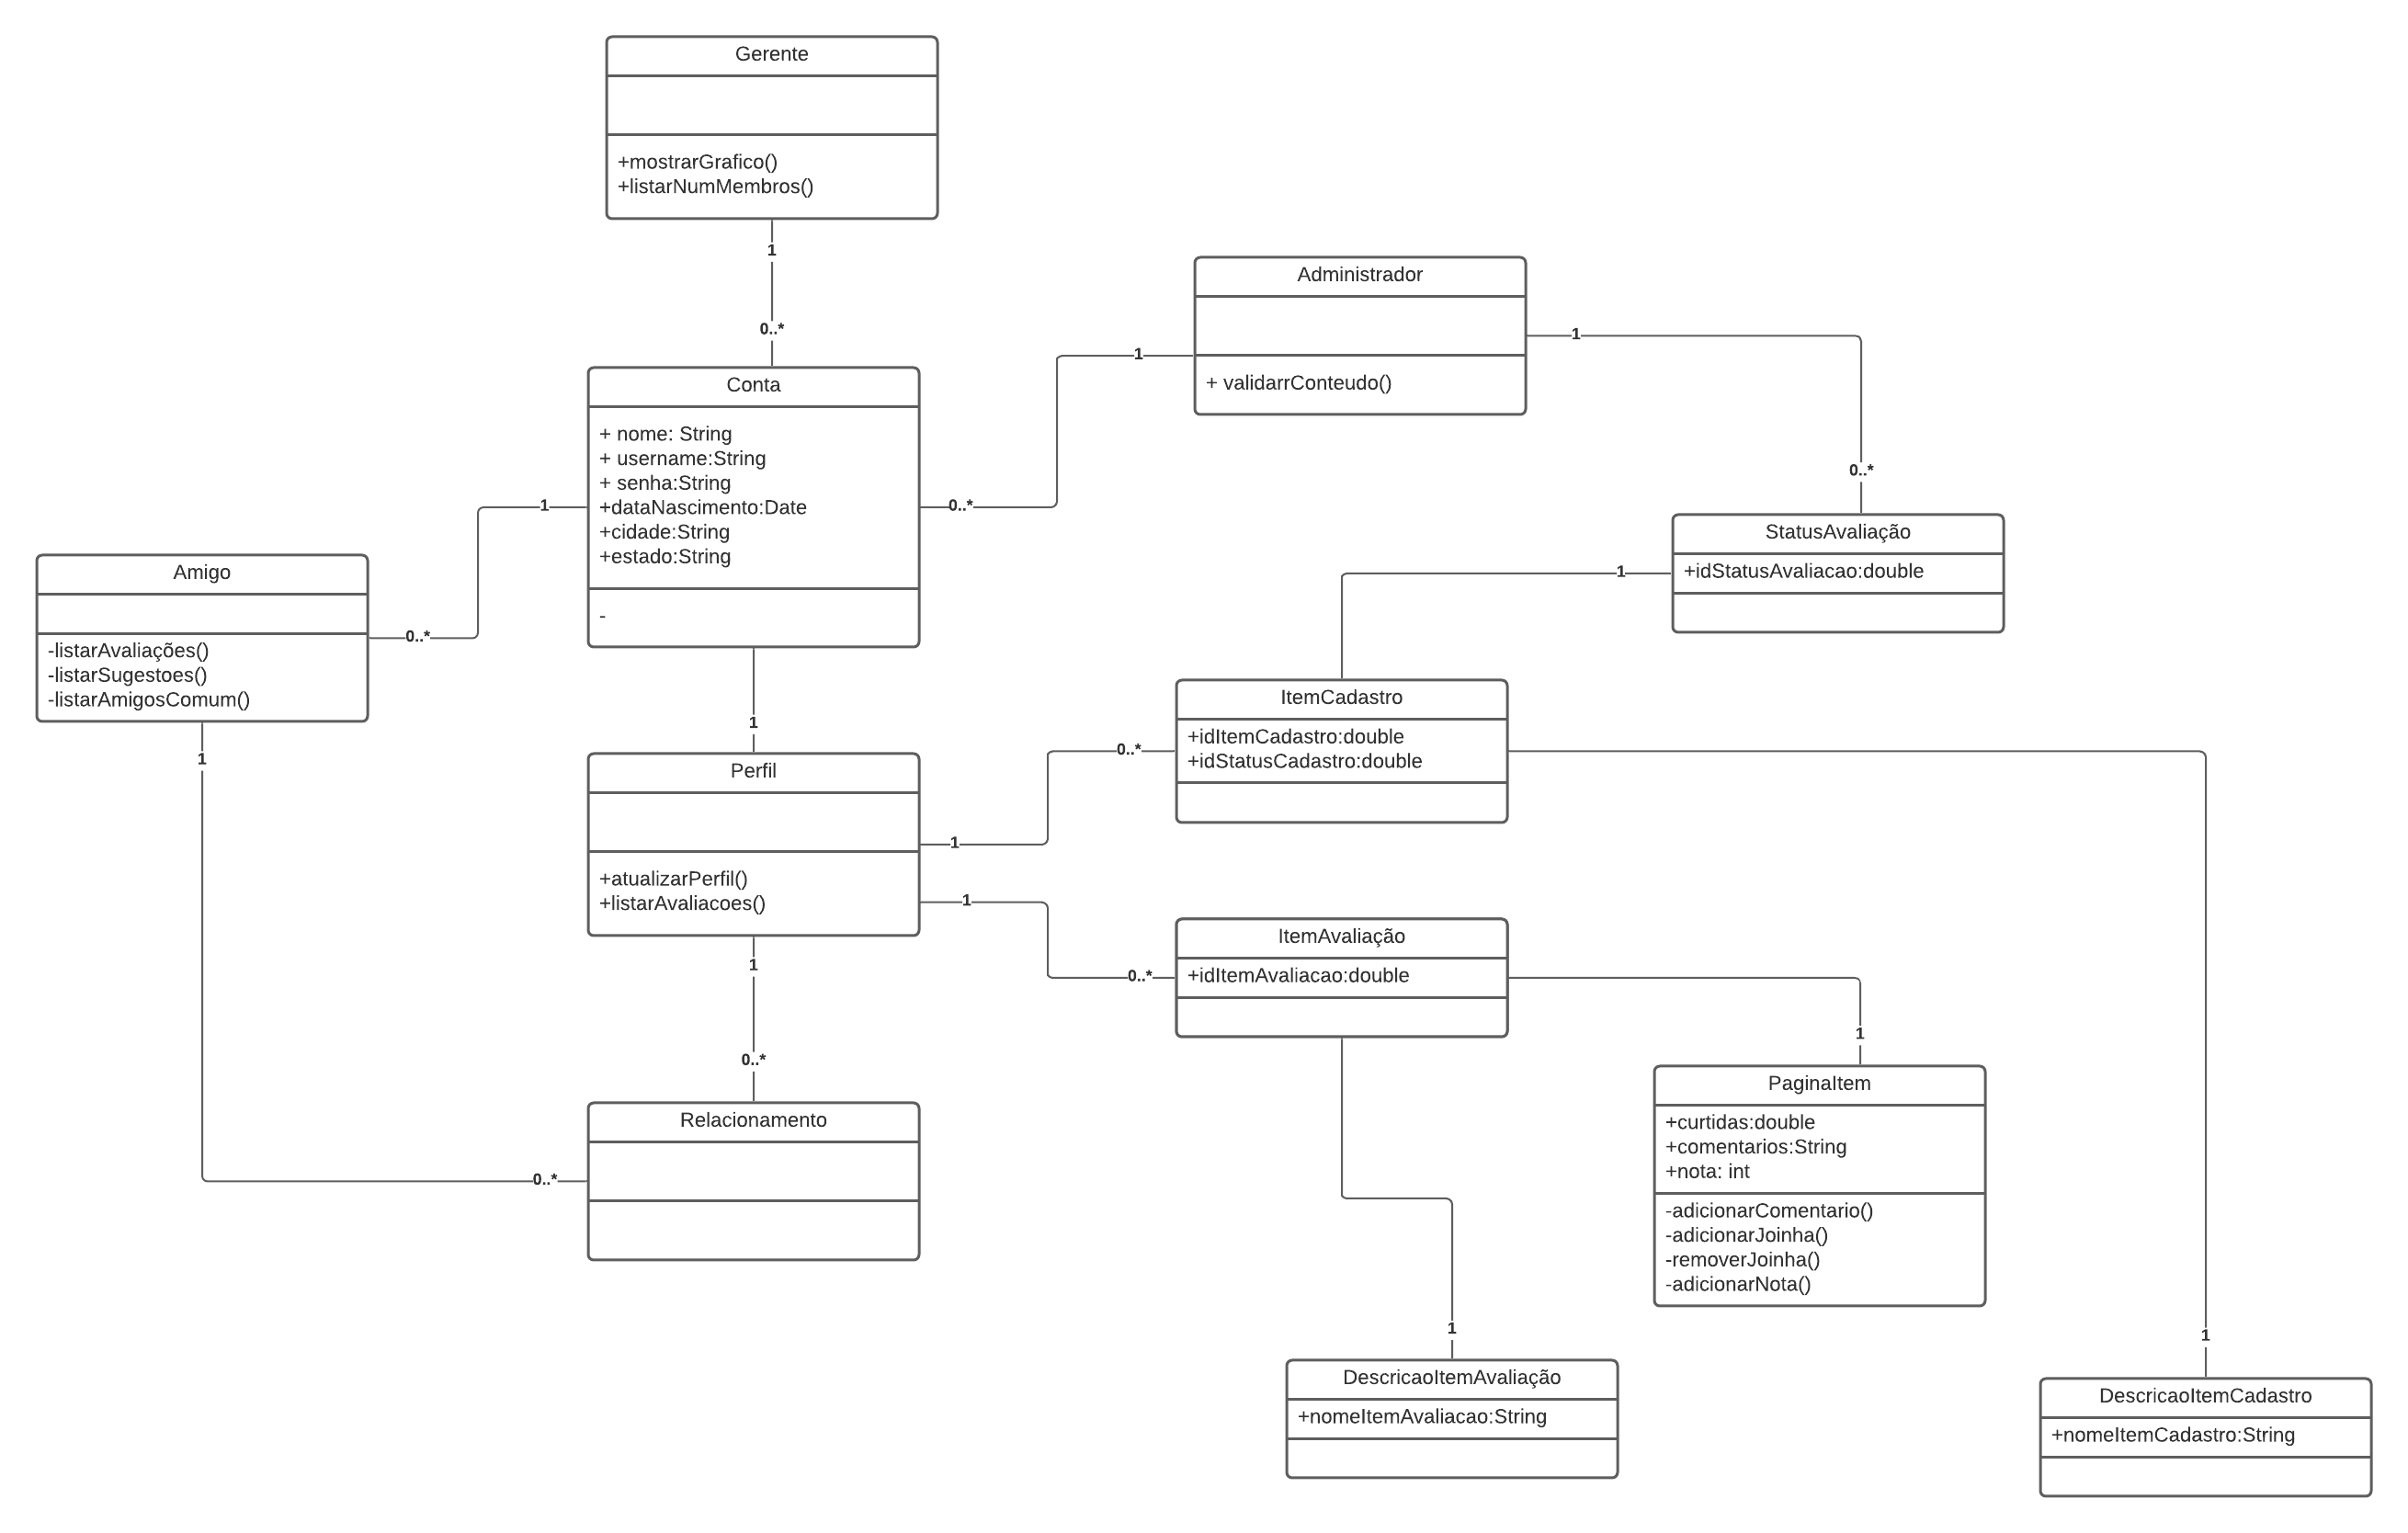 Gerente
+mostrarGrafico()
+listarNumMembros()
1
0..*
Administrador
+ validarrConteudo()
1
1
0..*
Conta
+ nome: String
+ username:String
+ senha:String
+dataNascimento:Date
+cidade:String
+estado:String
-
1
0..*
Amigo
-listarAvaliações()
-listarSugestoes()
-listarAmigosComum()
0..*
1
StatusAvaliação
+idStatusAvaliacao:double
1
ItemCadastro
+idItemCadastro:double
+idStatusCadastro:double
0..*
1
Perfil
+atualizarPerfil()
+listarAvaliacoes()
1
1
1
0..*
ItemAvaliação
+idItemAvaliacao:double
0..*
1
PaginaItem
+curtidas:double
+comentarios:String
+nota: int
-adicionarComentario()
-adicionarJoinha()
-removerJoinha()
-adicionarNota()
Relacionamento
0..*
1
DescricaoItemAvaliação
+nomeItemAvaliacao:String
1
DescricaoItemCadastro
+nomeItemCadastro:String